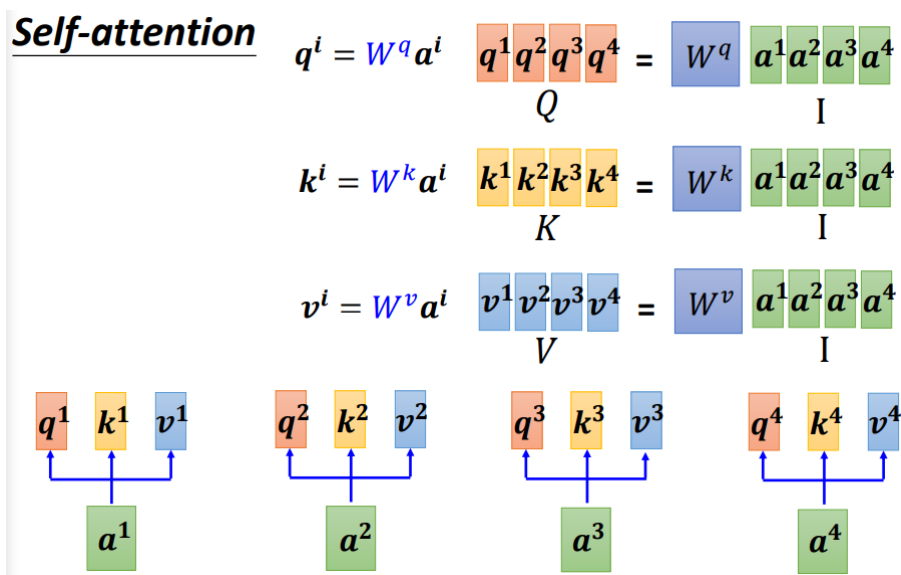 Self-attention
qⁱ = W^q aⁱ q¹ q² q³ q⁴ = W^q a¹ a² a³ a⁴
Q I
kⁱ = W^k aⁱ k¹ k² k³ k⁴ = W^k a¹ a² a³ a⁴
K I
vⁱ = W^v aⁱ v¹ v² v³ v⁴ = W^v a¹ a² a³ a⁴
V I
q¹ k¹ v¹ q² k² v² q³ k³ v³ q⁴ k⁴ v⁴
a¹ a² a³ a⁴